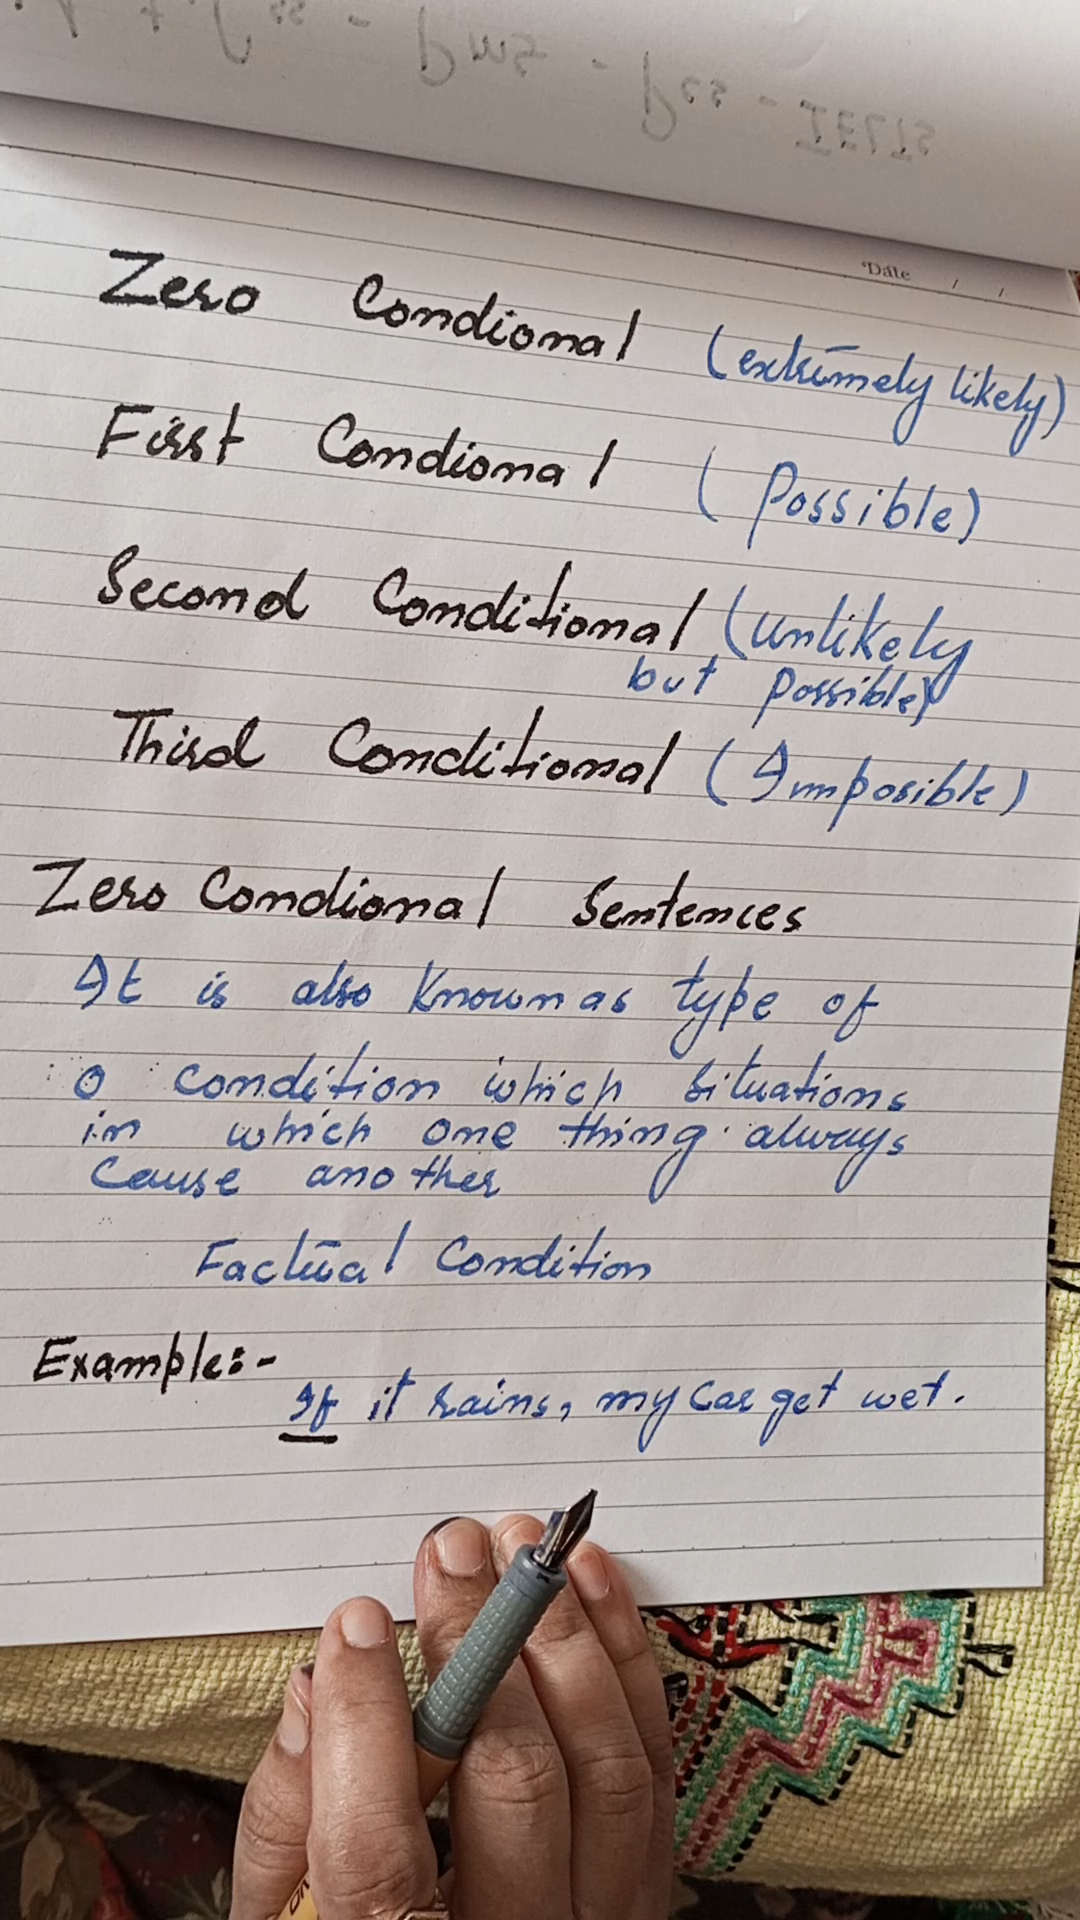 Date / /
Zero Condional (extremely likely)
First Condional (Possible)
Second Conditional (unlikely
but possible)
Third Conditional (Imposible)
Zero Condional Sentences
It is also Known as type of
0 condition which situations
in which one thing always
Cause another
Factual Condition
Example:-
If it rains, my car get wet.